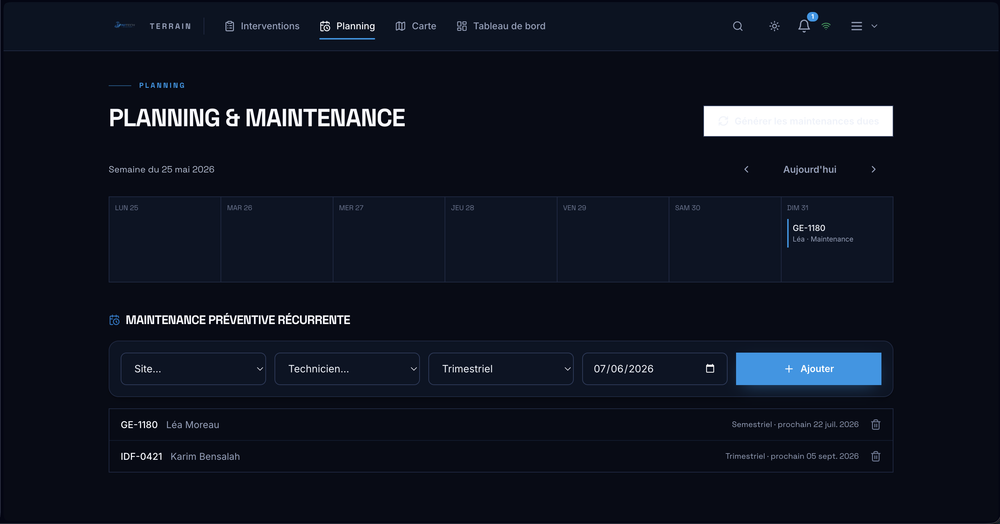 NJTECH
TERRAIN
Interventions
Planning
Carte
Tableau de bord
1
PLANNING
PLANNING & MAINTENANCE
Générer les maintenances dues
Semaine du 25 mai 2026
Aujourd'hui
LUN 25
MAR 26
MER 27
JEU 28
VEN 29
SAM 30
DIM 31
GE-1180
Léa · Maintenance
MAINTENANCE PRÉVENTIVE RÉCURRENTE
Site...
Technicien...
Trimestriel
07/06/2026
Ajouter
GE-1180 Léa Moreau
Semestriel · prochain 22 juil. 2026
IDF-0421 Karim Bensalah
Trimestriel · prochain 05 sept. 2026